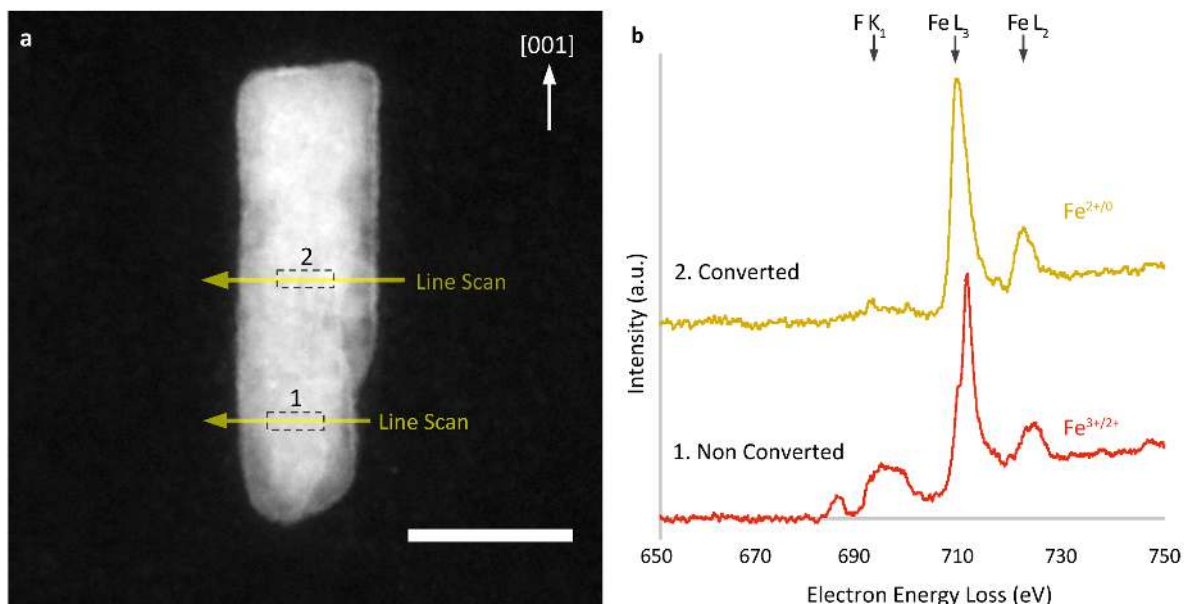 a
[001]
2
Line Scan
1
Line Scan
b
F K₁
Fe L₃
Fe L₂
Fe²⁺/⁰
2. Converted
Fe³⁺/²⁺
1. Non Converted
Intensity (a.u.)
650 670 690 710 730 750
Electron Energy Loss (eV)